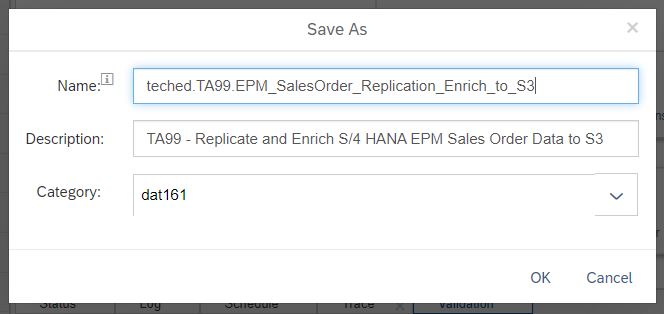 Save As
×
Name: i
teched.TA99.EPM_SalesOrder_Replication_Enrich_to_S3
Description:
TA99 - Replicate and Enrich S/4 HANA EPM Sales Order Data to S3
Category:
dat161
OK Cancel
Status Log Schedule Trace × Validation